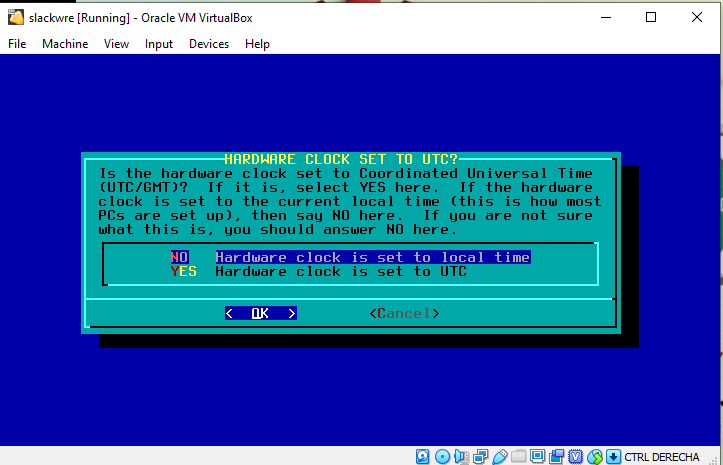 slackwre [Running] - Oracle VM VirtualBox
File Machine View Input Devices Help
HARDWARE CLOCK SET TO UTC?
Is the hardware clock set to Coordinated Universal Time
(UTC/GMT)? If it is, select YES here. If the hardware
clock is set to the current local time (this is how most
PCs are set up), then say NO here. If you are not sure
what this is, you should answer NO here.
NO Hardware clock is set to local time
YES Hardware clock is set to UTC
< OK > <Cancel>
CTRL DERECHA